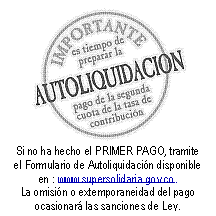 IMPORTANTE
es tiempo de
preparar la
AUTOLIQUIDACION
pago de la segunda
cuota de la tasa de
contribución
Si no ha hecho el PRIMER PAGO, tramite
el Formulario de Autoliquidación disponible
en : www.supersolidaria.gov.co.
La omisión o extemporaneidad del pago
ocasionará las sanciones de Ley.